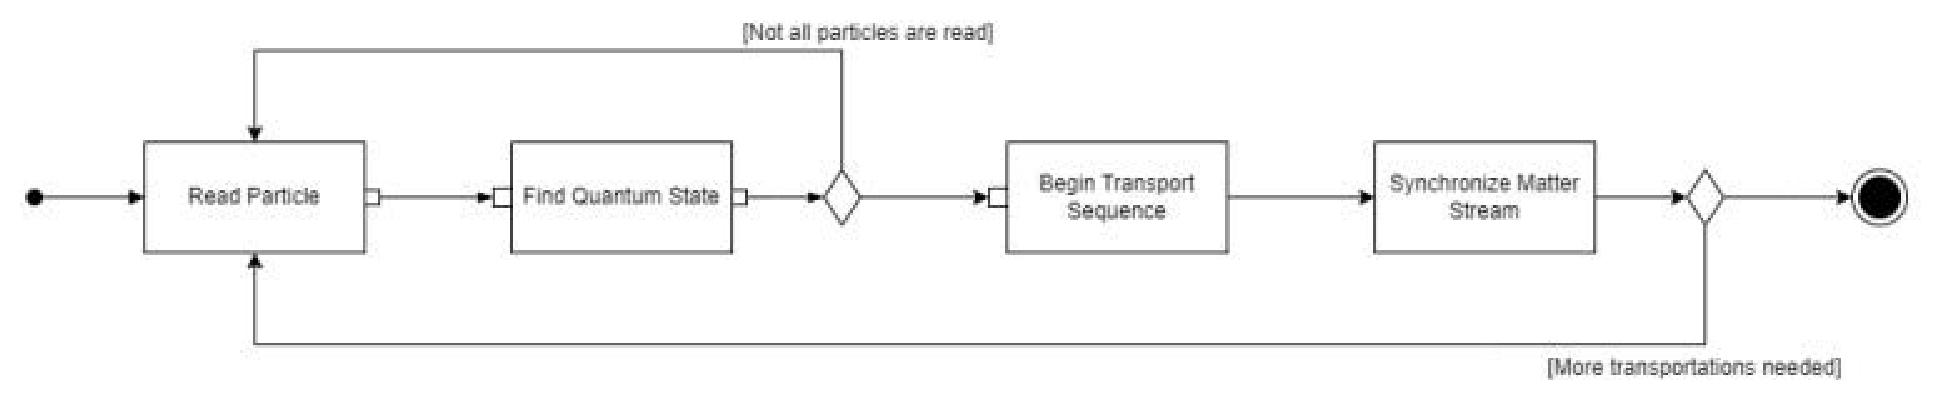 [Not all particles are read]
Read Particle
Find Quantum State
Begin Transport
Sequence
Synchronize Matter
Stream
[More transportations needed]